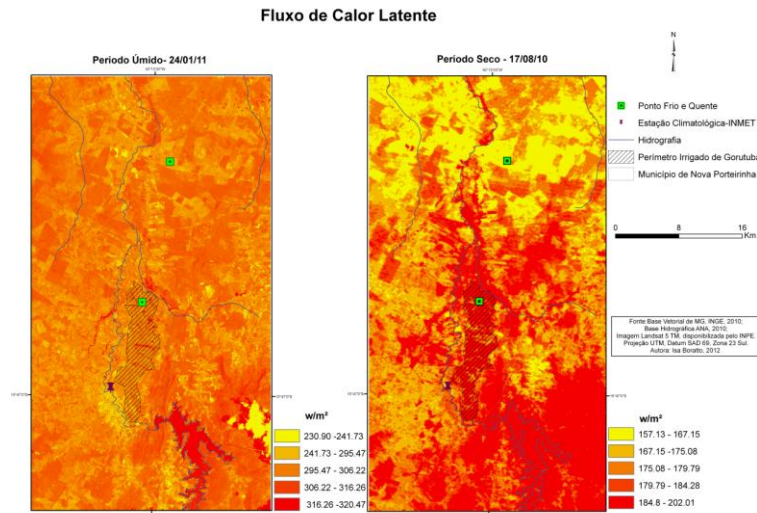 Fluxo de Calor Latente
Período Úmido- 24/01/11
Período Seco - 17/08/10
N
Ponto Frio e Quente
Estação Climatológica-INMET
Hidrografia
Perímetro Irrigado de Gorutuba
Município de Nova Porteirinha
0 8 16
Km
Fonte Base Vetorial de MG, INGE, 2010;
Base Hidrográfica ANA, 2010;
Imagem Landsat 5 TM, disponibilizada pelo INPE.
Projeção UTM, Datum SAD 69, Zona 23 Sul.
Autora: Isa Boratto, 2012
w/m²
230.90 -241.73
241.73 - 295.47
295.47 - 306.22
306.22 - 316.26
316.26 - 320.47
w/m²
157.13 - 167.15
167.15 - 175.08
175.08 - 179.79
179.79 - 184.28
184.8 - 202.01